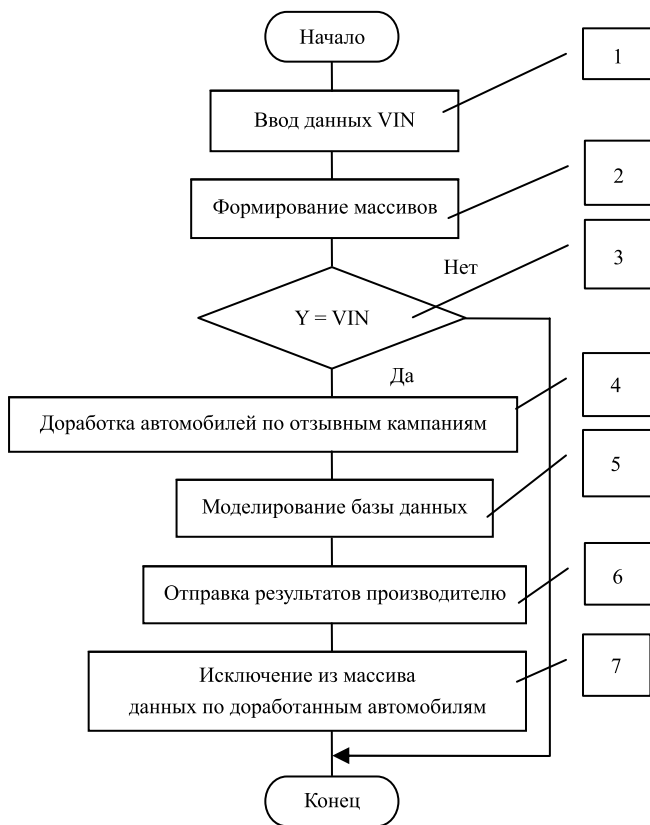 Начало
1
Ввод данных VIN
2
Формирование массивов
3
Нет
Y = VIN
Да
4
Доработка автомобилей по отзывным кампаниям
5
Моделирование базы данных
6
Отправка результатов производителю
7
Исключение из массива
данных по доработанным автомобилям
Конец